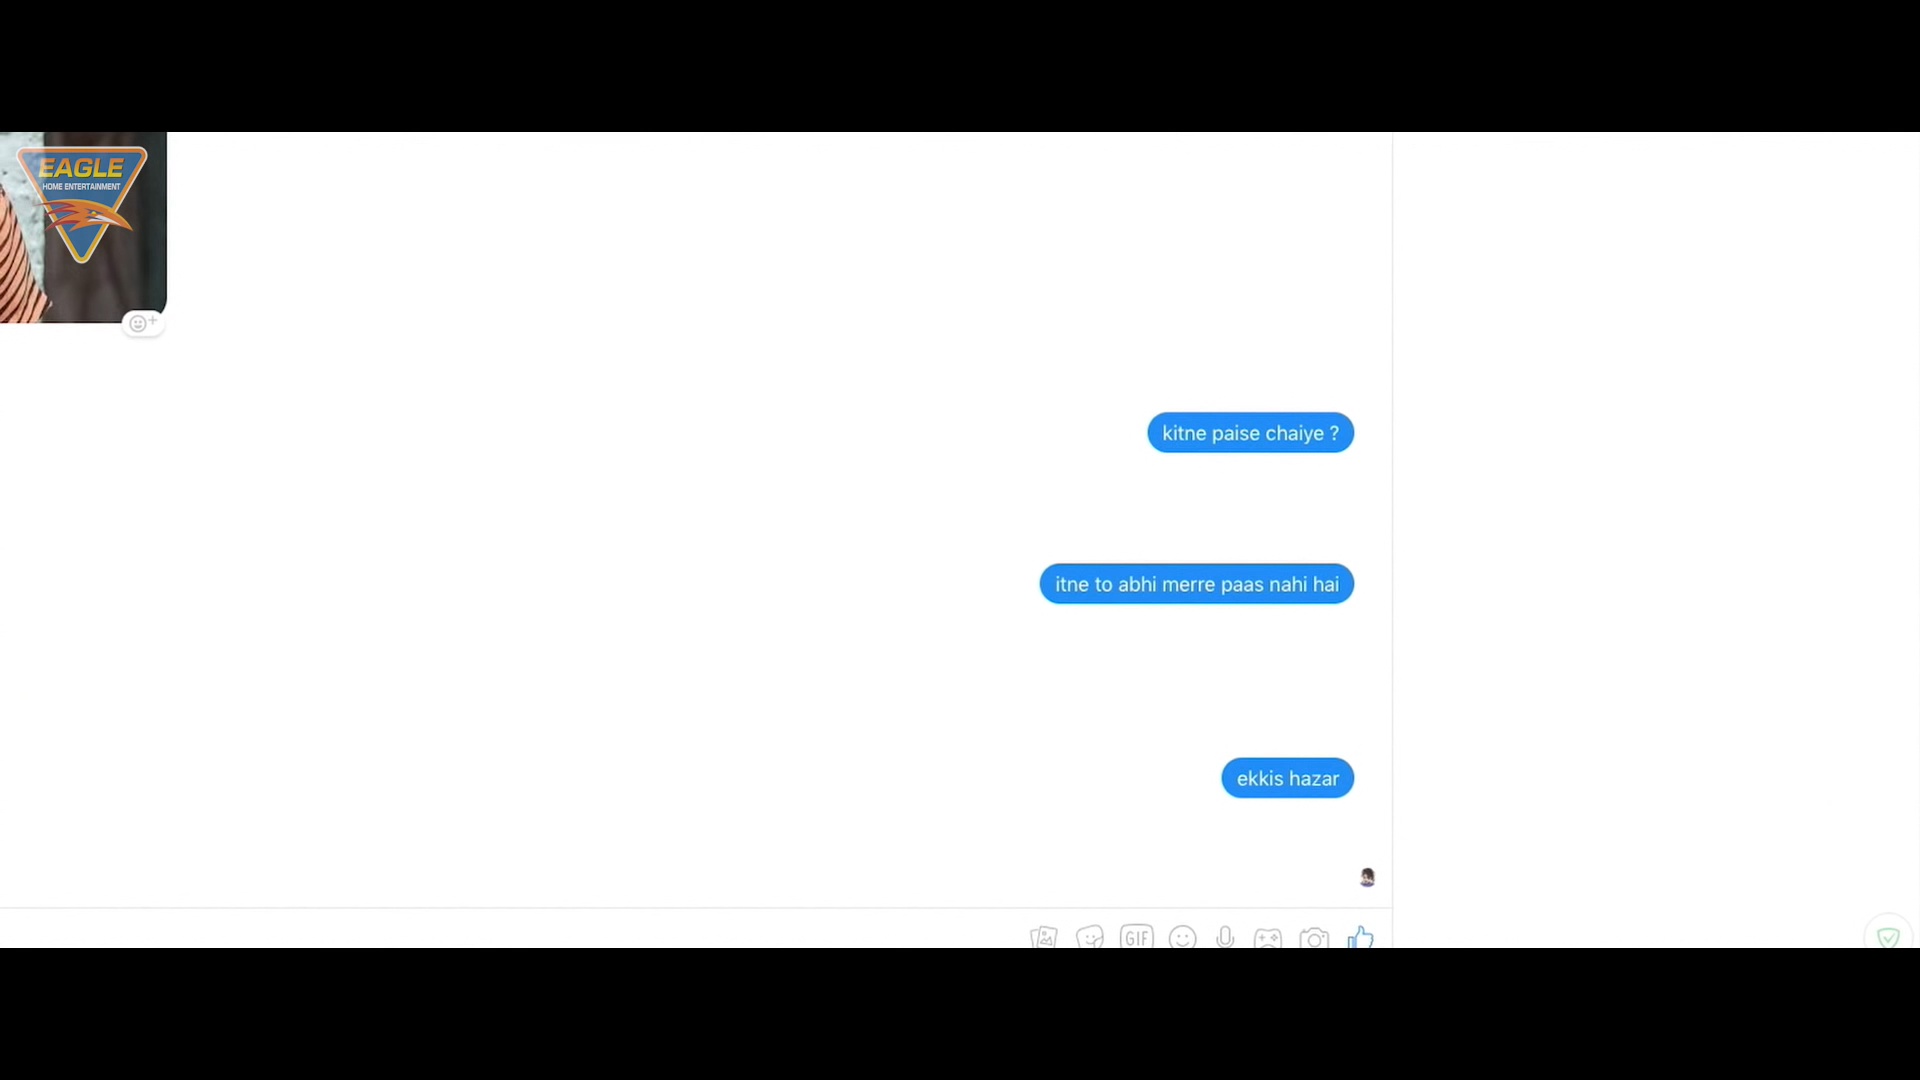 EAGLE
HOME ENTERTAINMENT
kitne paise chaiye ?
itne to abhi merre paas nahi hai
ekkis hazar
GIF